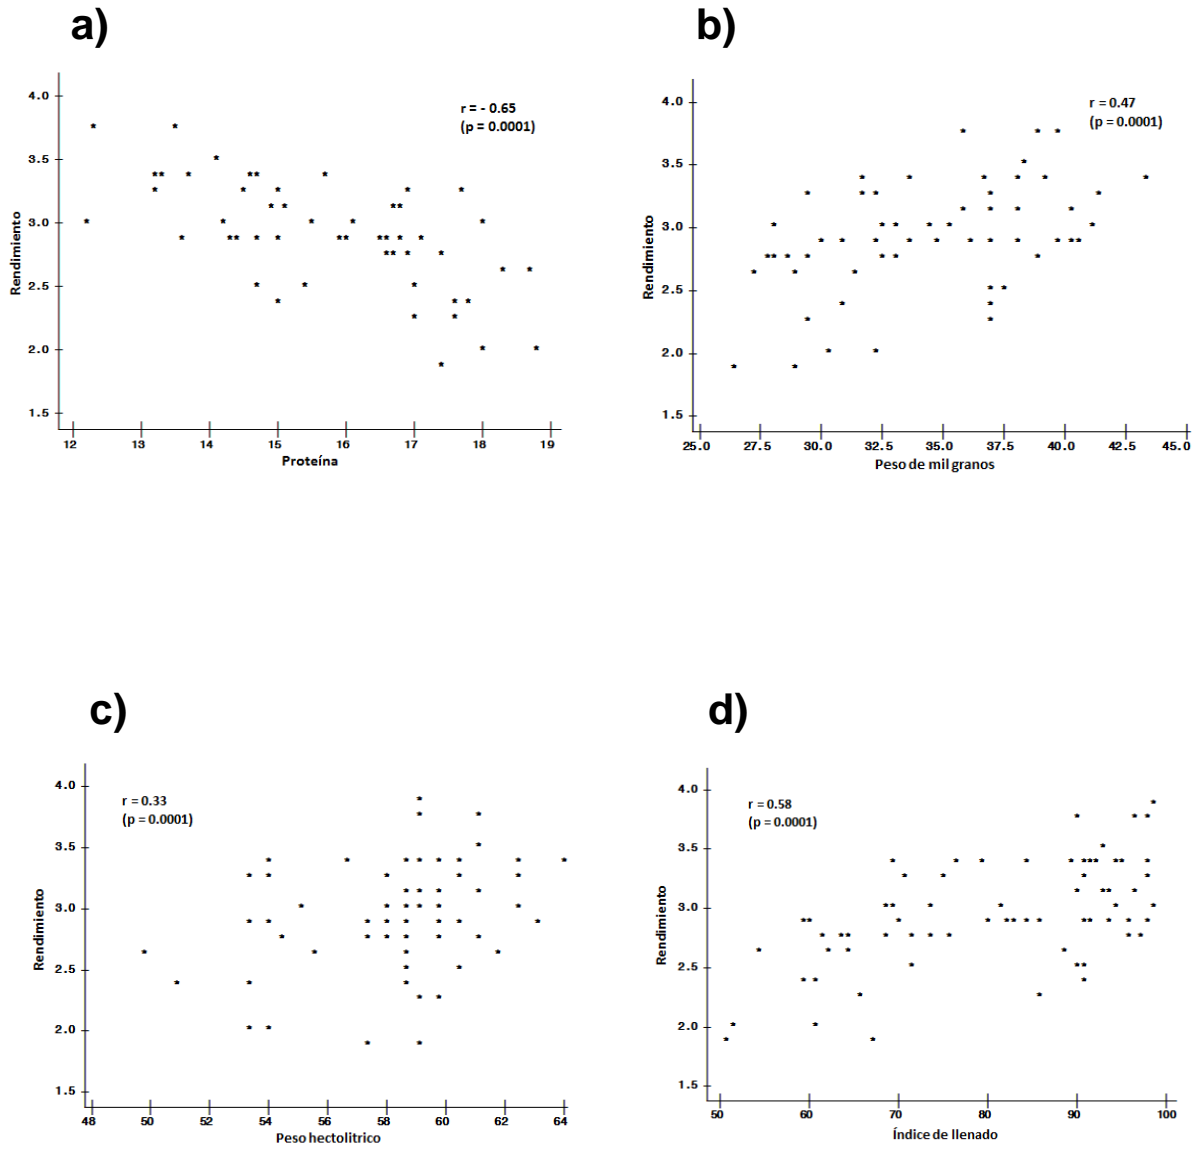 a)
r = - 0.65
(p = 0.0001)
Rendimiento
4.0
3.5
3.0
2.5
2.0
1.5
12 13 14 15 16 17 18 19
Proteína
b)
r = 0.47
(p = 0.0001)
Rendimiento
4.0
3.5
3.0
2.5
2.0
1.5
25.0 27.5 30.0 32.5 35.0 37.5 40.0 42.5 45.0
Peso de mil granos
c)
r = 0.33
(p = 0.0001)
Rendimiento
4.0
3.5
3.0
2.5
2.0
1.5
48 50 52 54 56 58 60 62 64
Peso hectolitrico
d)
r = 0.58
(p = 0.0001)
Rendimiento
4.0
3.5
3.0
2.5
2.0
1.5
50 60 70 80 90 100
Índice de llenado